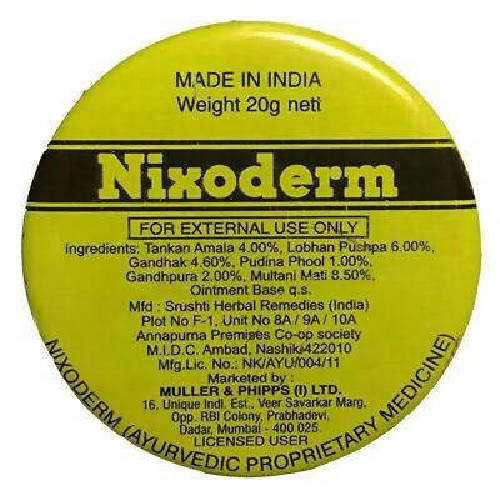 MADE IN INDIA
Weight 20g nett
Nixoderm
FOR EXTERNAL USE ONLY
Ingredients: Tankan Amala 4.00%, Lobhan Pushpa 6.00%,
Gandhak 4.60%, Pudina Phool 1.00%,
Gandhpura 2.00%, Multani Mati 8.50%,
Ointment Base q.s.
Mfd : Srushti Herbal Remedies (India)
Plot No F-1, Unit No 8A / 9A / 10A
Annapurna Premises Co-op society
M.I.D.C. Ambad, Nashik/422010
Mfg.Lic. No.: NK/AYU/004/11
Marketed by :
MULLER & PHIPPS (I) LTD.
16, Unique Indl. Est., Veer Savarkar Marg,
Opp. RBI Colony, Prabhadevi,
Dadar, Mumbai - 400 025
LICENSED USER
NIXODERM (AYURVEDIC PROPRIETARY MEDICINE)